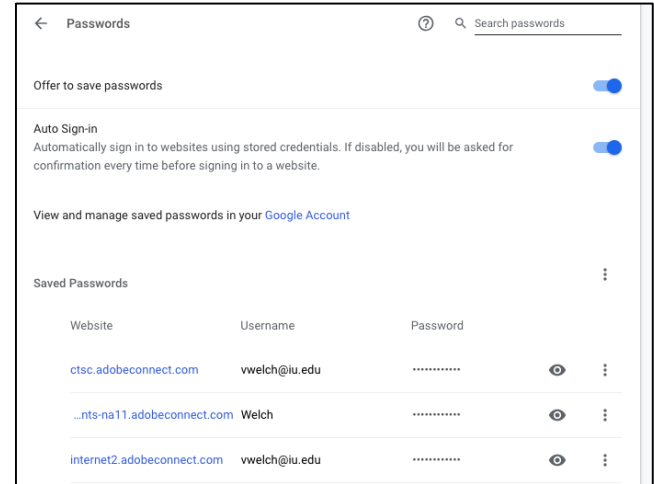 Passwords
Search passwords
Offer to save passwords
Auto Sign-in
Automatically sign in to websites using stored credentials. If disabled, you will be asked for
confirmation every time before signing in to a website.
View and manage saved passwords in your Google Account
Saved Passwords
Website Username Password
ctsc.adobeconnect.com vwelch@iu.edu ············
...nts-na11.adobeconnect.com Welch ············
internet2.adobeconnect.com vwelch@iu.edu ············